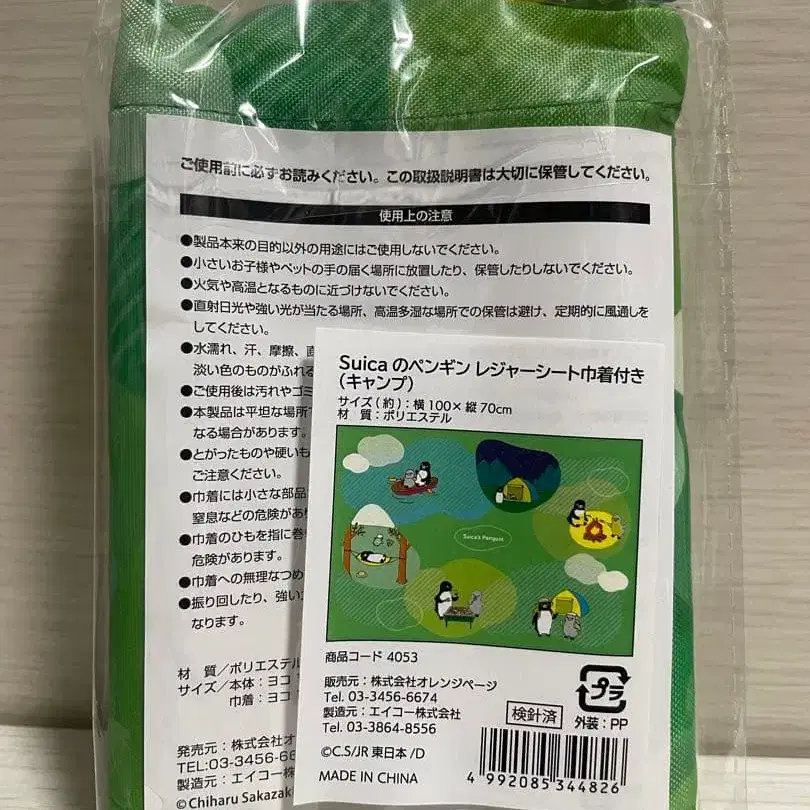 ご使用前に必ずお読みください。この取扱説明書は大切に保管してください。
使用上の注意
●製品本来の目的以外の用途にはご使用しないでください。
●小さいお子様やペットの手の届く場所に放置したり、保管したりしないでください。
●火気や高温となるものに近づけないでください。
●直射日光や強い光が当たる場所、高温多湿な場所での保管は避け、定期的に風通しを
してください。
●水濡れ、汗、摩擦、
淡い色のものがふれる
●ご使用後は汚れやゴミ
●本製品は平坦な場所
なる場合があります。
●とがったものや硬いも
ご注意ください。
●巾着には小さな部品
窒息などの危険があ
●巾着のひもを指に巻
危険があります。
●巾着への無理なつめ
●振り回したり、強い
なります。
材 質/ポリエステル
サイズ/本体:ヨコ
巾着:ヨコ
発売元:株式会社オレン
TEL:03-3456
製造元:エイコー株
©Chiharu Sakazak
Suica のペンギン レジャーシート巾着付き
(キャンプ)
サイズ(約):横 100× 縦 70cm
材 質:ポリエステル
Suica's Penguin
商品コード 4053
販売元:株式会社オレンジページ
Tel. 03-3456-6674
製造元:エイコー株式会社
Tel. 03-3864-8556
検針済
プラ
外装:PP
©C.S/JR 東日本 /D
MADE IN CHINA
4 992085 344826